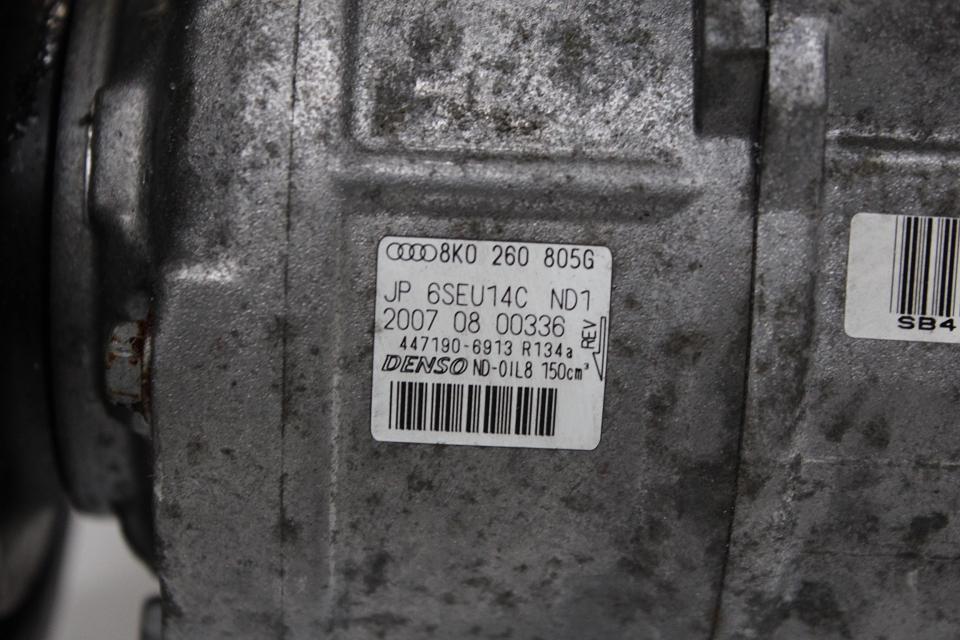 8K0 260 805G
JP 6SEU14C ND1
2007 08 00336
REV
447190-6913 R134a
DENSO ND-OIL8 150cm³
SB4